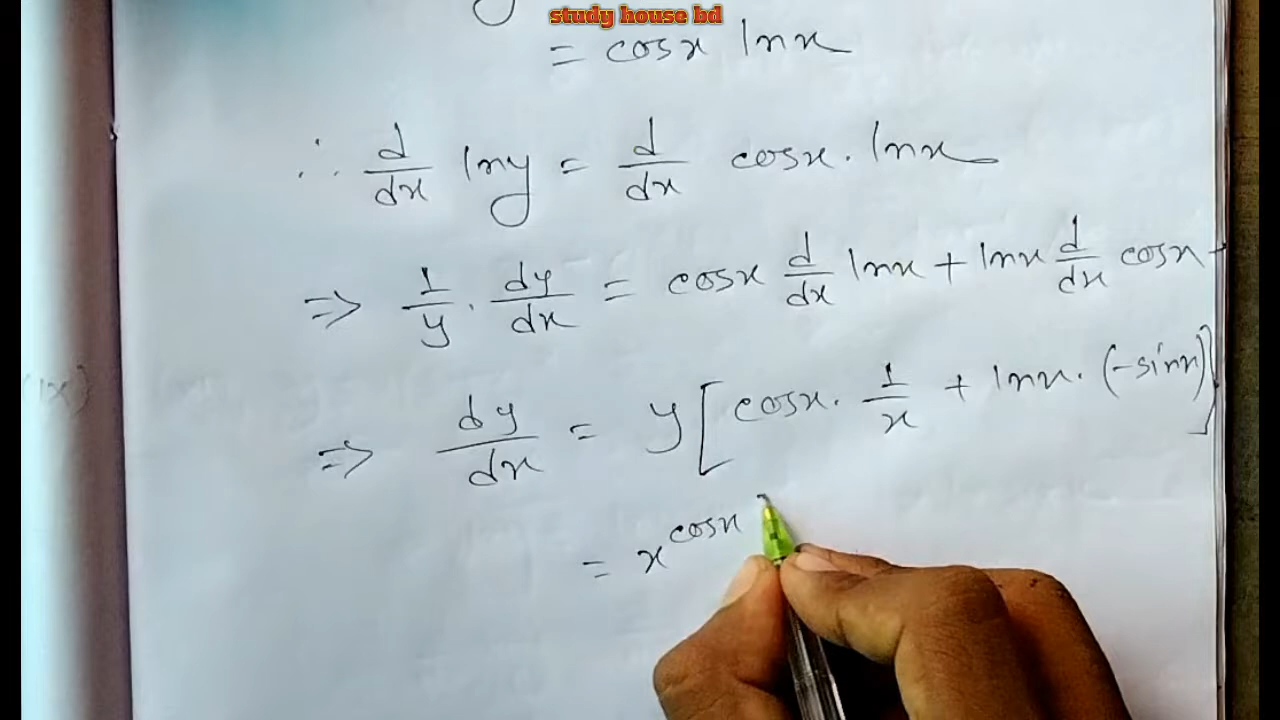 study house bd
= cosx lnx
∴ d/dx lny = d/dx cosx. lnx
=> 1/y . dy/dx = cosx d/dx lnx + lnx d/dx cosx
=> dy/dx = y[cosx. 1/x + lnx. (-sinx)]
= x^cosx